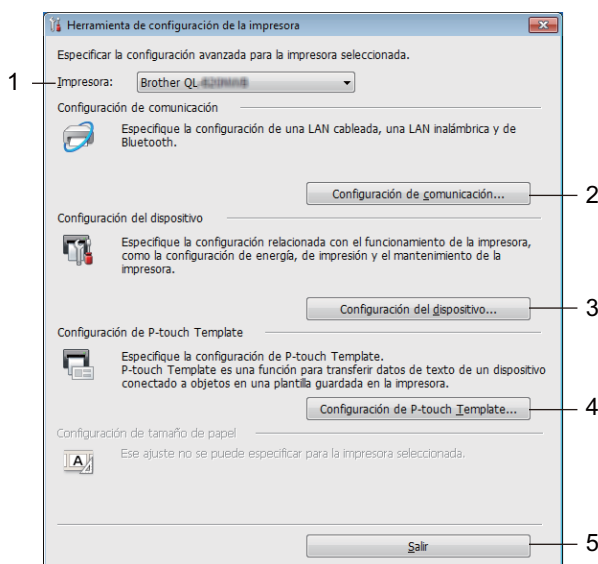 Herramienta de configuración de la impresora
Especificar la configuración avanzada para la impresora seleccionada.
1
Impresora:
Brother QL-
Configuración de comunicación
Especifique la configuración de una LAN cableada, una LAN inalámbrica y de
Bluetooth.
Configuración de comunicación...
2
Configuración del dispositivo
Especifique la configuración relacionada con el funcionamiento de la impresora,
como la configuración de energía, de impresión y el mantenimiento de la
impresora.
Configuración del dispositivo...
3
Configuración de P-touch Template
Especifique la configuración de P-touch Template.
P-touch Template es una función para transferir datos de texto de un dispositivo
conectado a objetos en una plantilla guardada en la impresora.
Configuración de P-touch Template...
4
Configuración de tamaño de papel
A
Ese ajuste no se puede especificar para la impresora seleccionada.
Salir
5